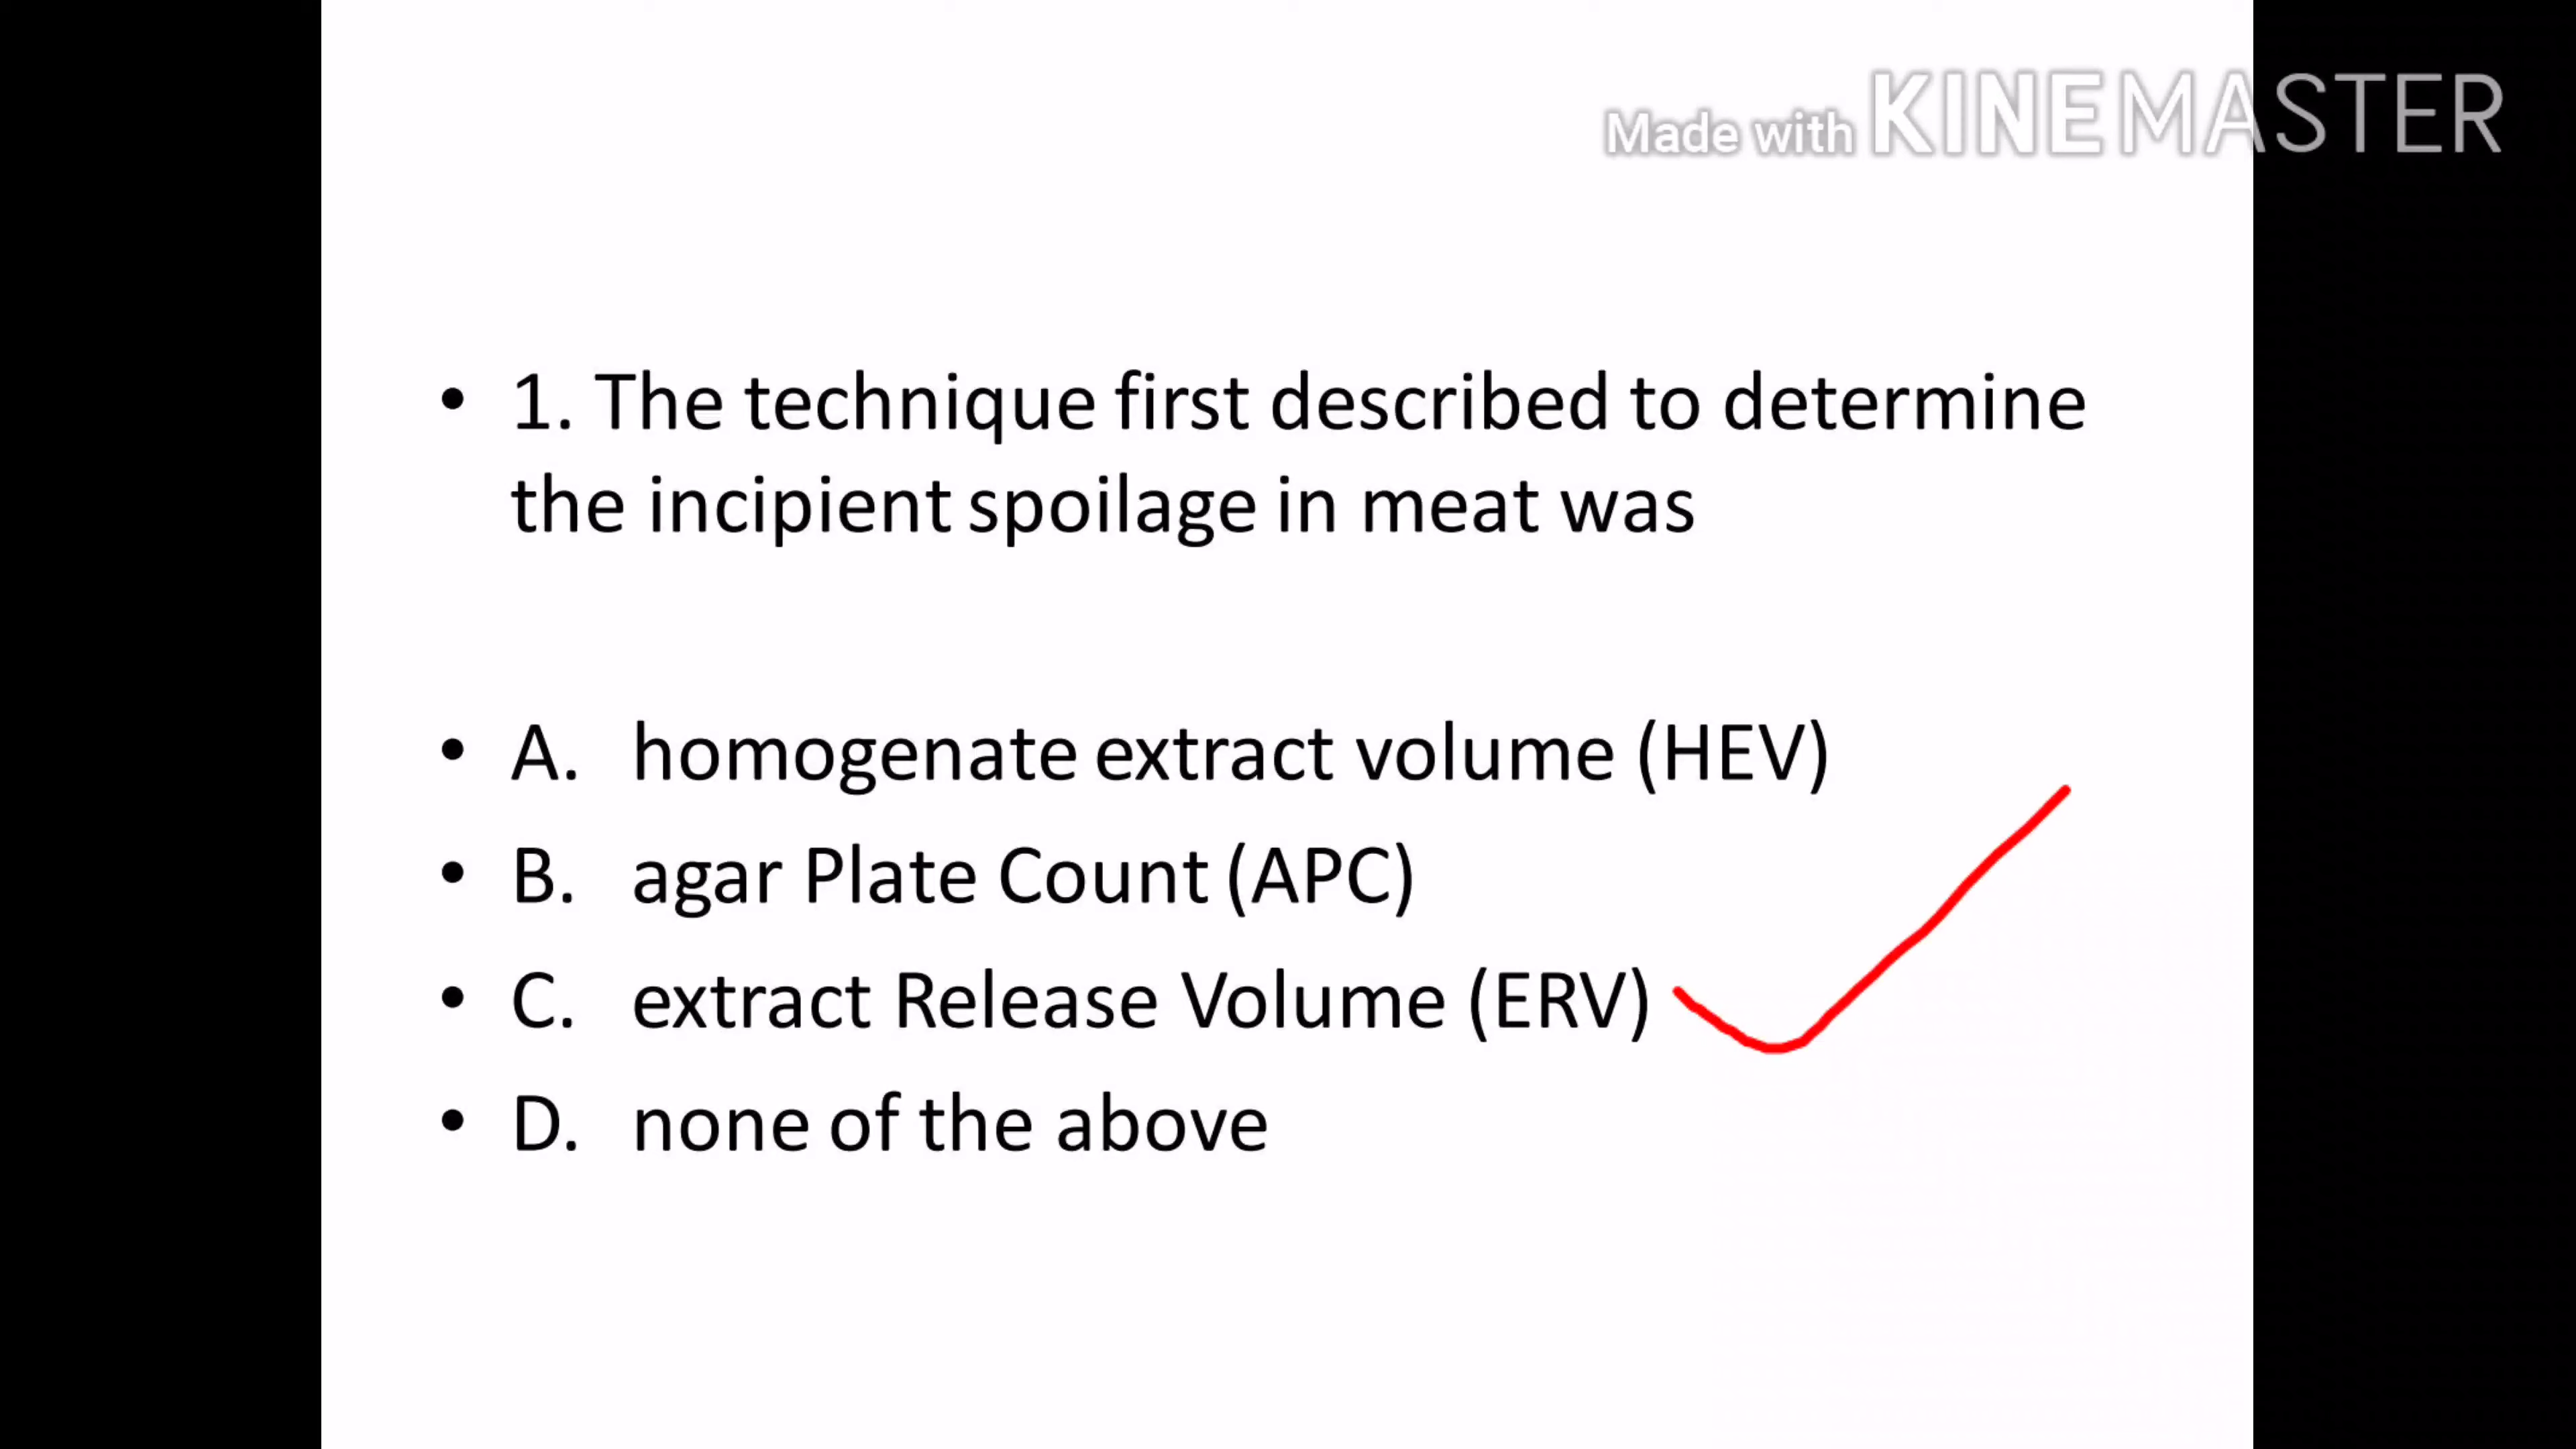 Made with KINEMASTER
• 1. The technique first described to determine
the incipient spoilage in meat was
• A. homogenate extract volume (HEV)
• B. agar Plate Count (APC)
• C. extract Release Volume (ERV)
• D. none of the above